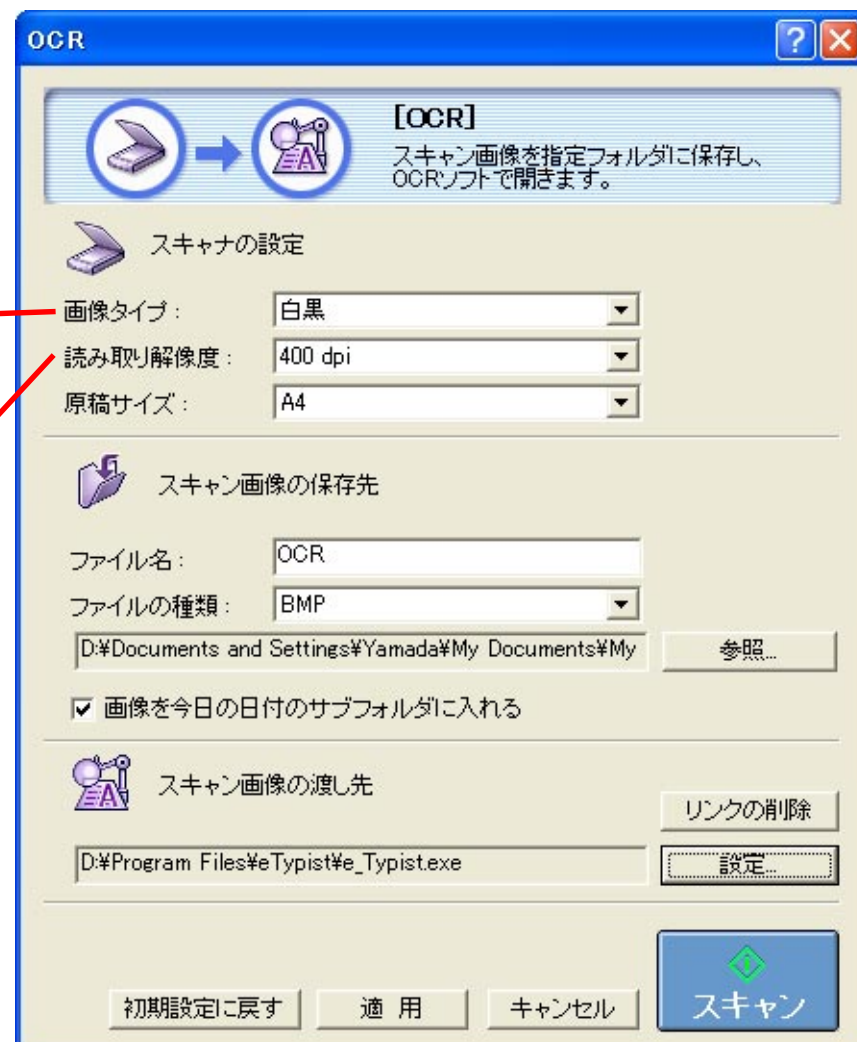 OCR
[OCR]
スキャン画像を指定フォルダに保存し、
OCRソフトで開きます。
スキャナの設定
画像タイプ : 白黒
読み取り解像度 : 400 dpi
原稿サイズ : A4
スキャン画像の保存先
ファイル名 : OCR
ファイルの種類 : BMP
D:¥Documents and Settings¥Yamada¥My Documents¥My 参照...
画像を今日の日付のサブフォルダに入れる
スキャン画像の渡し先
リンクの削除
D:¥Program Files¥eTypist¥e_Typist.exe 設定...
初期設定に戻す 適 用 キャンセル スキャン